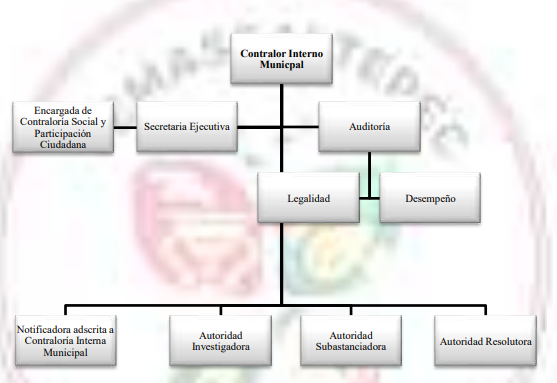 Contralor Interno
Municpal
Encargada de
Contraloría Social y
Participación
Ciudadana
Secretaria Ejecutiva
Auditoría
Legalidad
Desempeño
Notificadora adscrita a
Contraloría Interna
Municipal
Autoridad
Investigadora
Autoridad
Substanciadora
Autoridad Resolutora